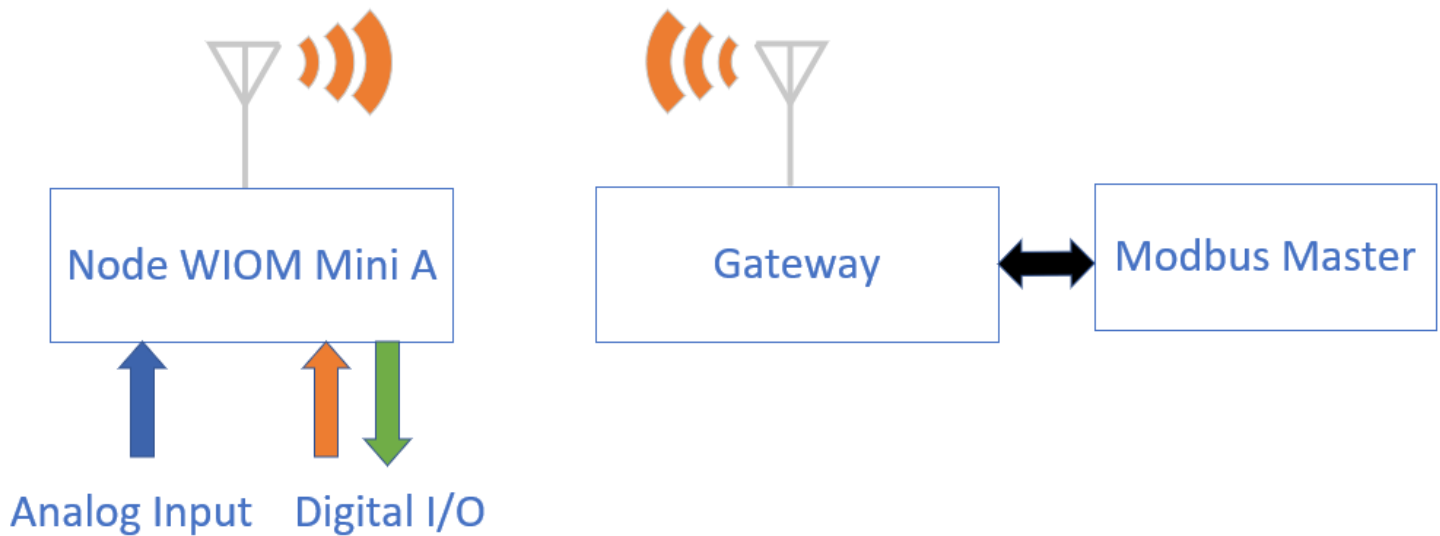 Node WIOM Mini A
Gateway
Modbus Master
Analog Input
Digital I/O